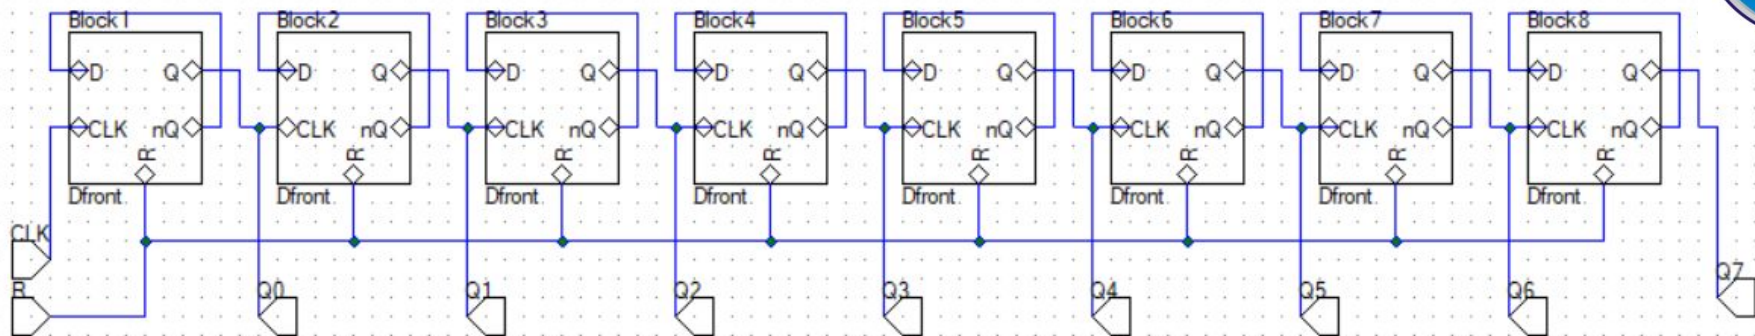 Block1 Block2 Block3 Block4 Block5 Block6 Block7 Block8
D Q D Q D Q D Q D Q D Q D Q D Q
CLK nQ CLK nQ CLK nQ CLK nQ CLK nQ CLK nQ CLK nQ CLK nQ
R R R R R R R R
Dfront Dfront Dfront Dfront Dfront Dfront Dfront Dfront
CLK
Q7
R Q0 Q1 Q2 Q3 Q4 Q5 Q6